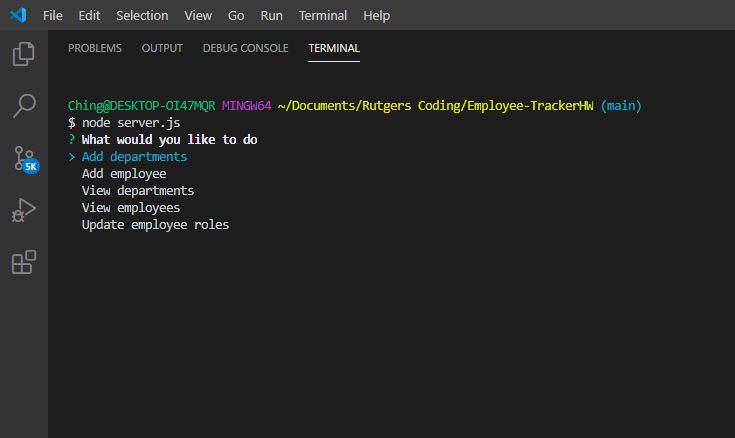 File Edit Selection View Go Run Terminal Help
PROBLEMS OUTPUT DEBUG CONSOLE TERMINAL
Ching@DESKTOP-OI47MQR MINGW64 ~/Documents/Rutgers Coding/Employee-TrackerHW (main)
$ node server.js
? What would you like to do
> Add departments
Add employee
View departments
View employees
Update employee roles
5K